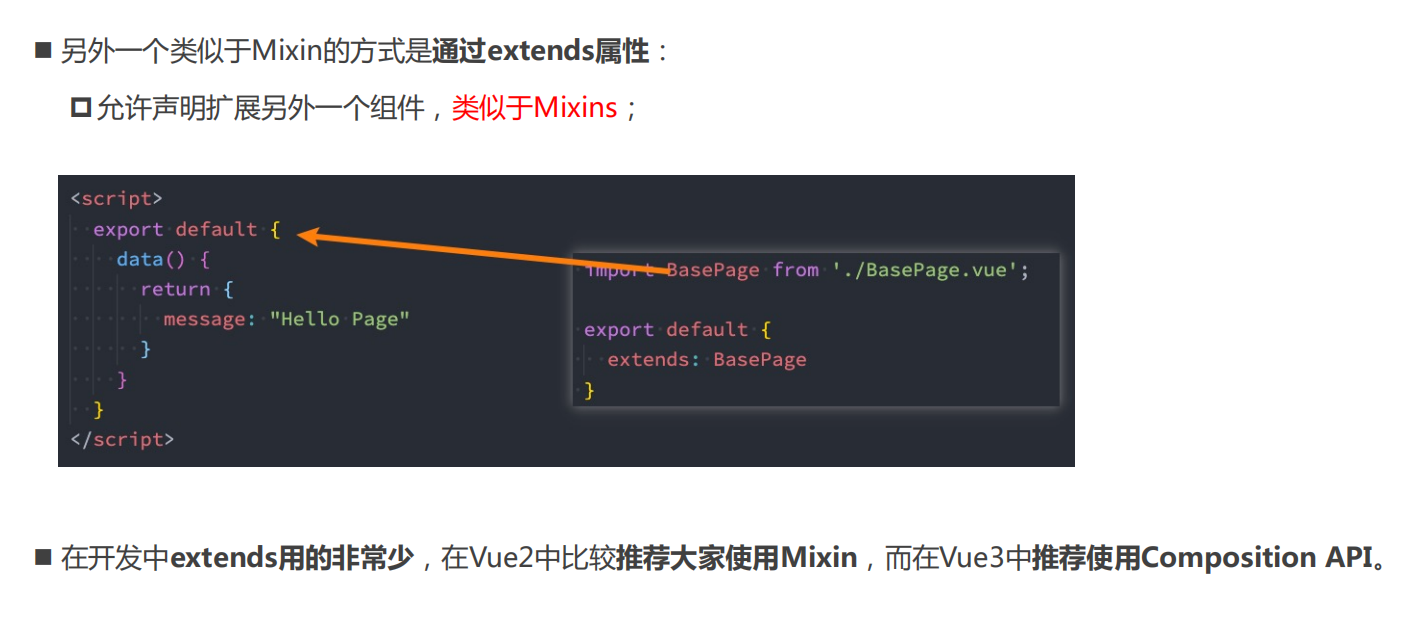 ■ 另外一个类似于Mixin的方式是通过extends属性：
允许声明扩展另外一个组件，类似于Mixins；
<script>
export default {
data() {
return {
message: "Hello Page"
}
}
}
</script>
import BasePage from './BasePage.vue';
export default {
extends: BasePage
}
■ 在开发中extends用的非常少，在Vue2中比较推荐大家使用Mixin，而在Vue3中推荐使用Composition API。